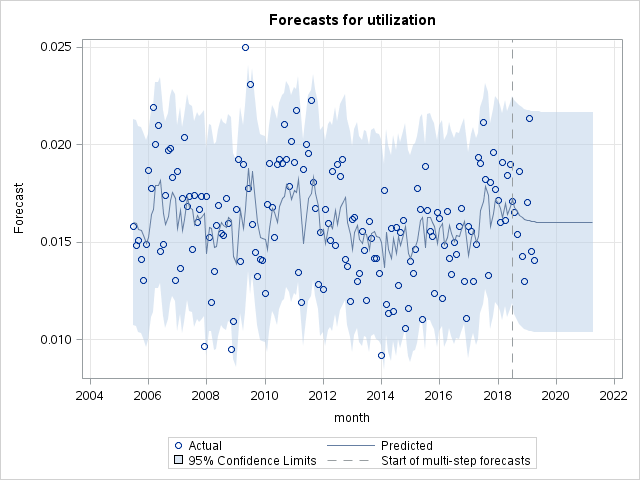 Forecasts for utilization
0.025
0.020
0.015
0.010
Forecast
2004 2006 2008 2010 2012 2014 2016 2018 2020 2022
month
Actual Predicted
95% Confidence Limits Start of multi-step forecasts